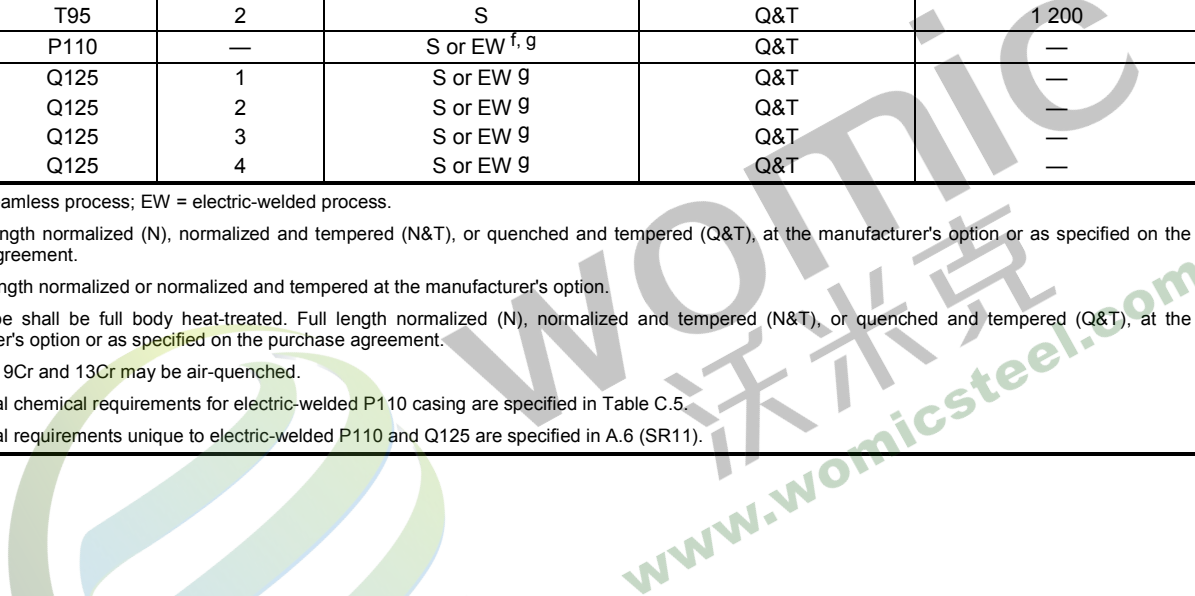 T95 2 S Q&T 1 200
P110 — S or EW f, g Q&T —
Q125 1 S or EW g Q&T —
Q125 2 S or EW g Q&T —
Q125 3 S or EW g Q&T —
Q125 4 S or EW g Q&T —
amless process; EW = electric-welded process.
ngth normalized (N), normalized and tempered (N&T), or quenched and tempered (Q&T), at the manufacturer's option or as specified on the
greement.
ngth normalized or normalized and tempered at the manufacturer's option.
pe shall be full body heat-treated. Full length normalized (N), normalized and tempered (N&T), or quenched and tempered (Q&T), at the
er's option or as specified on the purchase agreement.
9Cr and 13Cr may be air-quenched.
al chemical requirements for electric-welded P110 casing are specified in Table C.5.
al requirements unique to electric-welded P110 and Q125 are specified in A.6 (SR11).
womic
沃米克
www.womicsteel.com